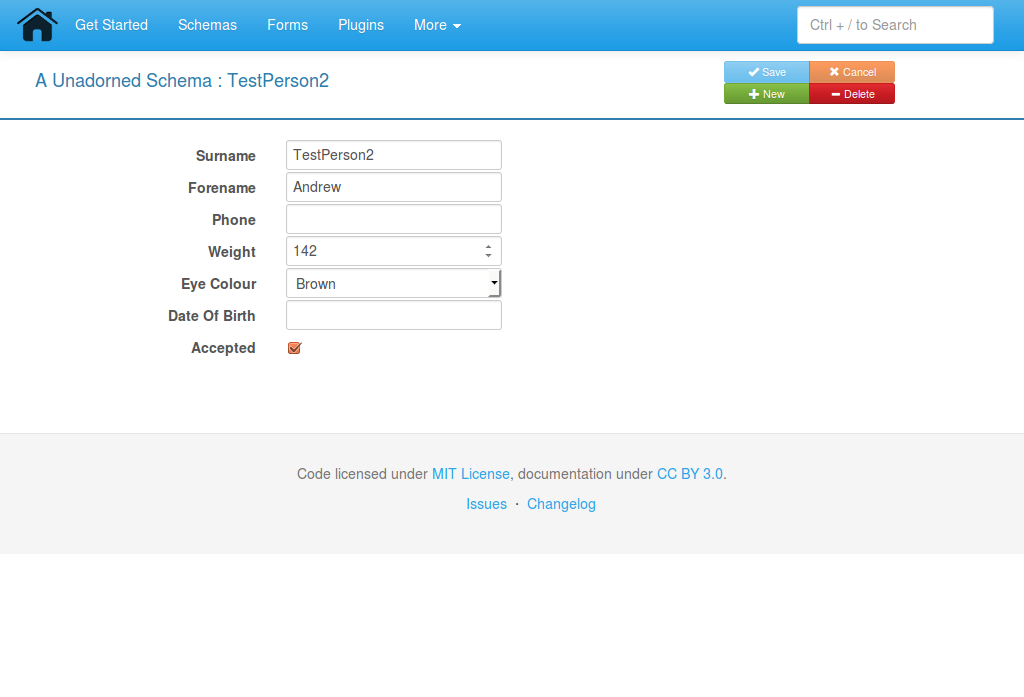 Get Started Schemas Forms Plugins More Ctrl + / to Search
A Unadorned Schema : TestPerson2
Save Cancel
New Delete
Surname TestPerson2
Forename Andrew
Phone
Weight 142
Eye Colour Brown
Date Of Birth
Accepted
Code licensed under MIT License, documentation under CC BY 3.0.
Issues · Changelog